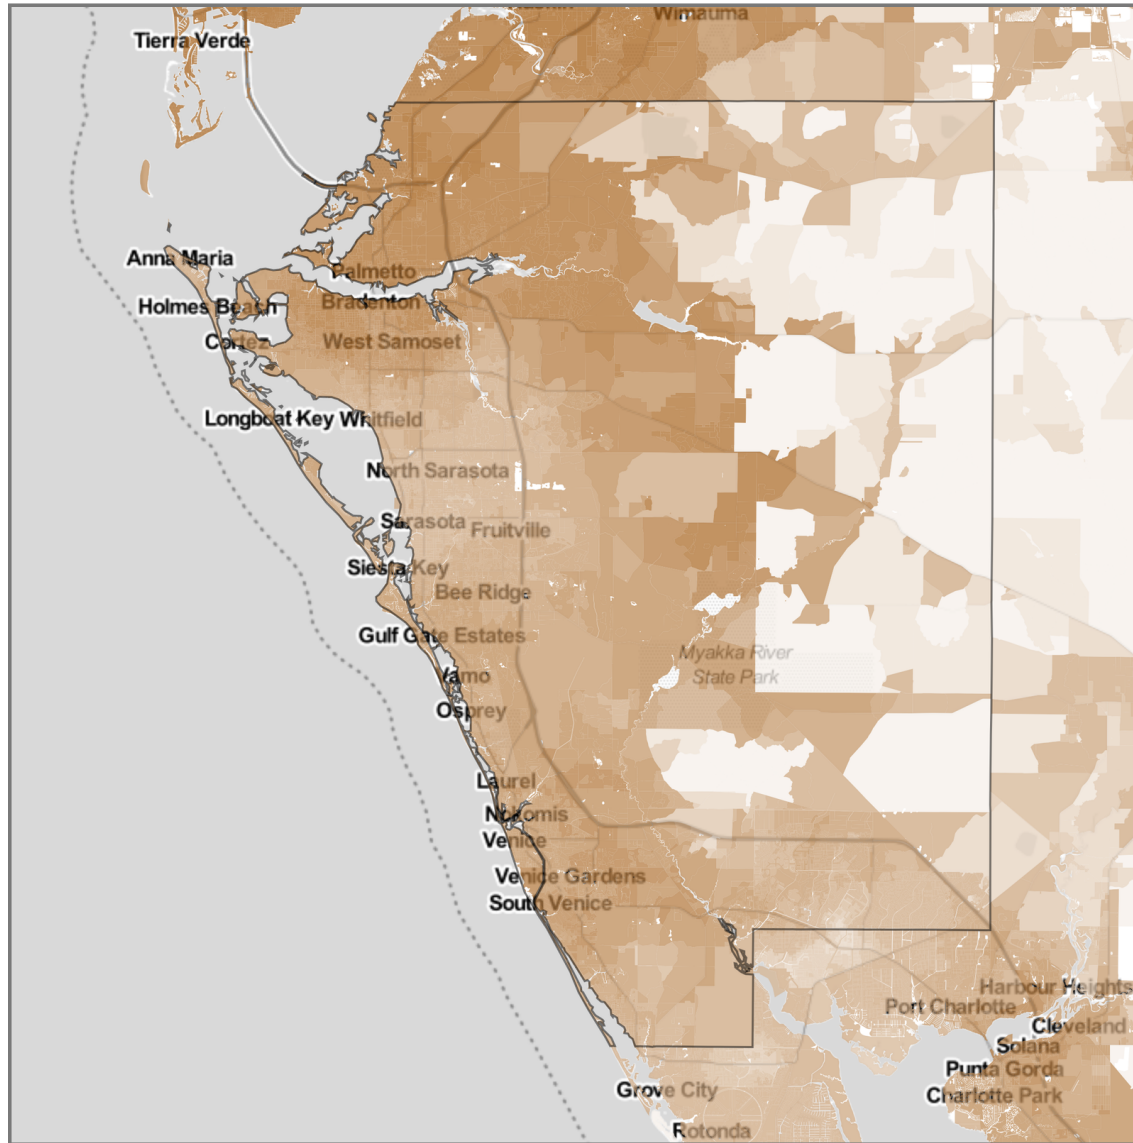 Wimauma
Tierra Verde
Anna Maria
Palmetto
Holmes Beach
Bradenton
Cortez
West Samoset
Longboat Key Whitfield
North Sarasota
Sarasota
Fruitville
Siesta Key
Bee Ridge
Gulf Gate Estates
Myakka River
State Park
Vamo
Osprey
Laurel
Nokomis
Venice
Venice Gardens
South Venice
Harbour Heights
Port Charlotte
Cleveland
Solana
Punta Gorda
Grove City
Charlotte Park
Rotonda